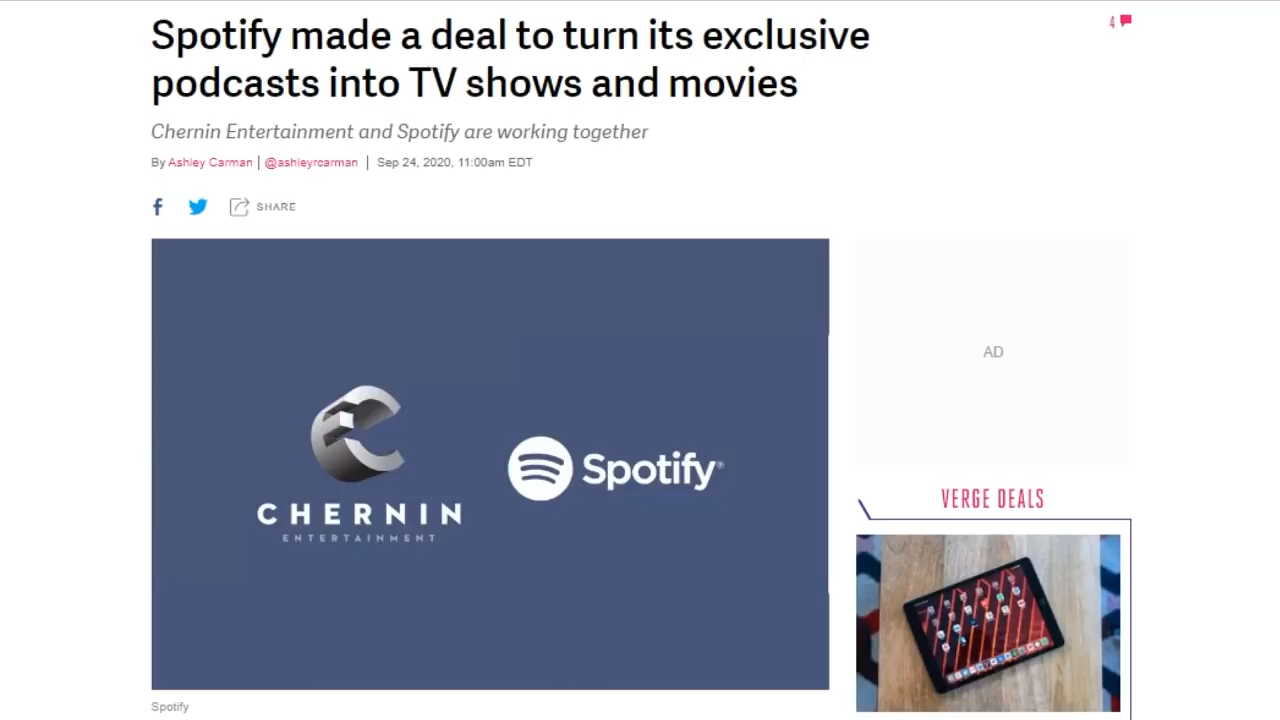 Spotify made a deal to turn its exclusive
4
podcasts into TV shows and movies
Chernin Entertainment and Spotify are working together
By Ashley Carman | @ashleyrcarman | Sep 24, 2020, 11:00am EDT
f
SHARE
AD
Spotify®
CHERNIN
ENTERTAINMENT
VERGE DEALS
Spotify